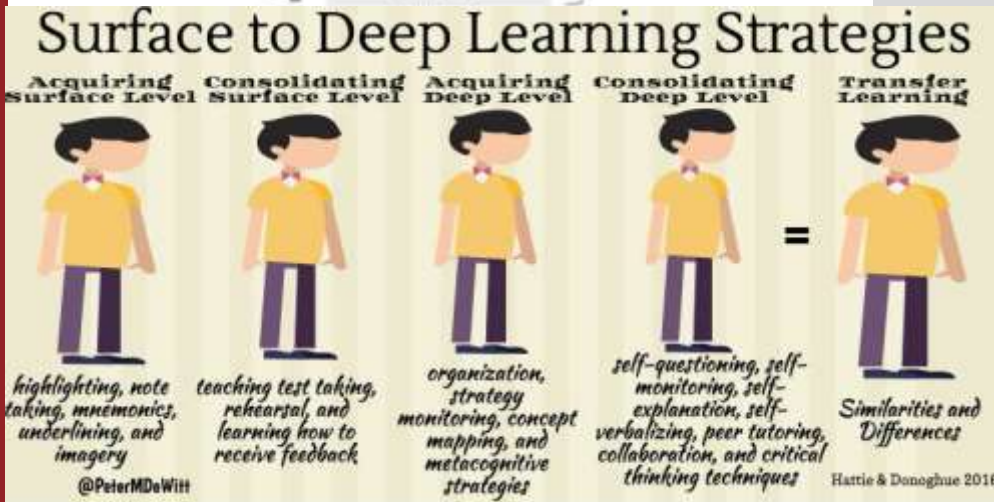 Surface to Deep Learning Strategies
Acquiring
Surface Level
Consolidating
Surface Level
Acquiring
Deep Level
Consolidating
Deep Level
Transfer
Learning
=
highlighting, note
taking, mnemonics,
underlining, and
imagery
teaching test taking,
rehearsal, and
learning how to
receive feedback
organization,
strategy
monitoring, concept
mapping, and
metacognitive
strategies
self-questioning, self-
monitoring, self-
explanation, self-
verbalizing, peer tutoring,
collaboration, and critical
thinking techniques
Similarities and
Differences
@PeterMDeWitt
Hattie & Donoghue 2016